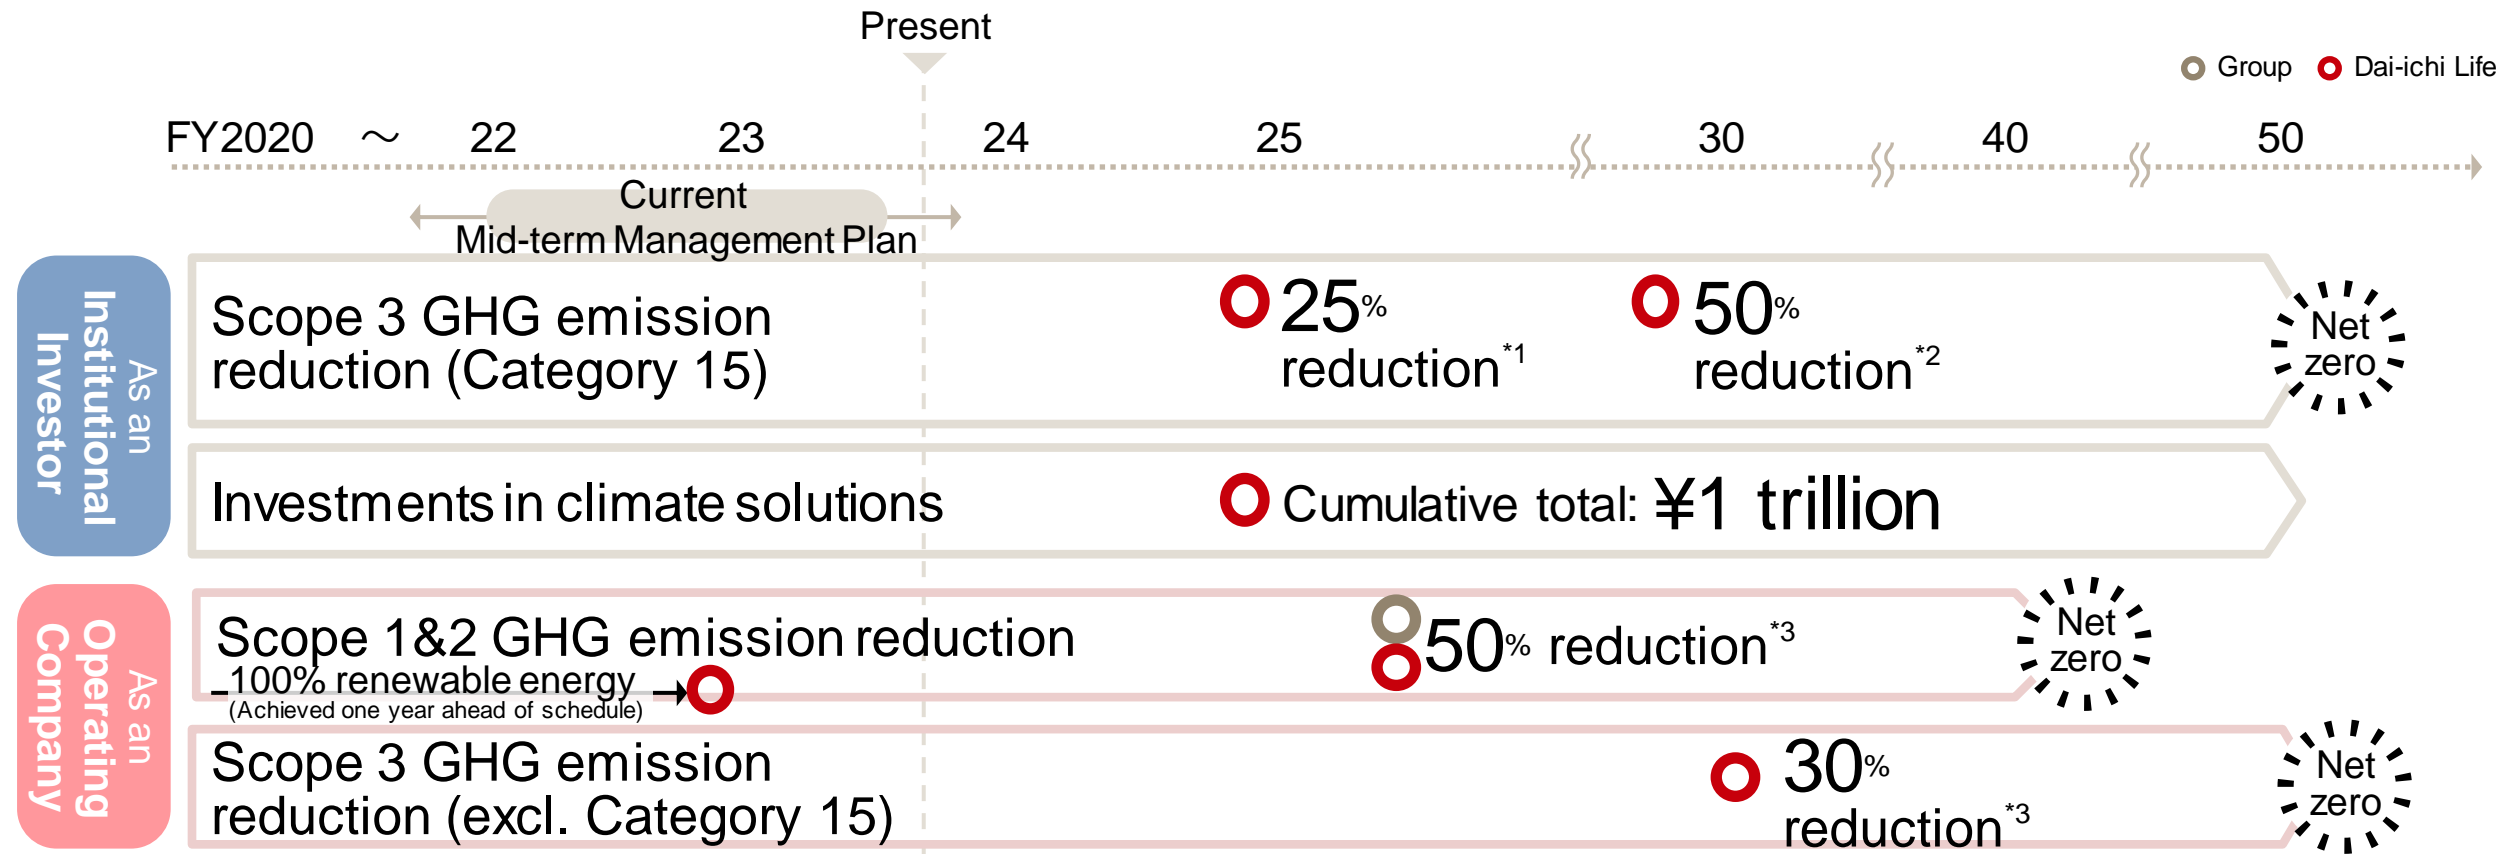 Present
Group
Dai-ichi Life
FY2020 ～ 22 23 24 25 30 40 50
Current
Mid-term Management Plan
As an
Institutional
Investor
Scope 3 GHG emission
reduction (Category 15)
25%
reduction*1
50%
reduction*2
Net
zero
Investments in climate solutions
Cumulative total: ¥1 trillion
As an
Operating
Company
Scope 1&2 GHG emission reduction
100% renewable energy
(Achieved one year ahead of schedule)
50% reduction*3
Net
zero
Scope 3 GHG emission
reduction (excl. Category 15)
30%
reduction*3
Net
zero